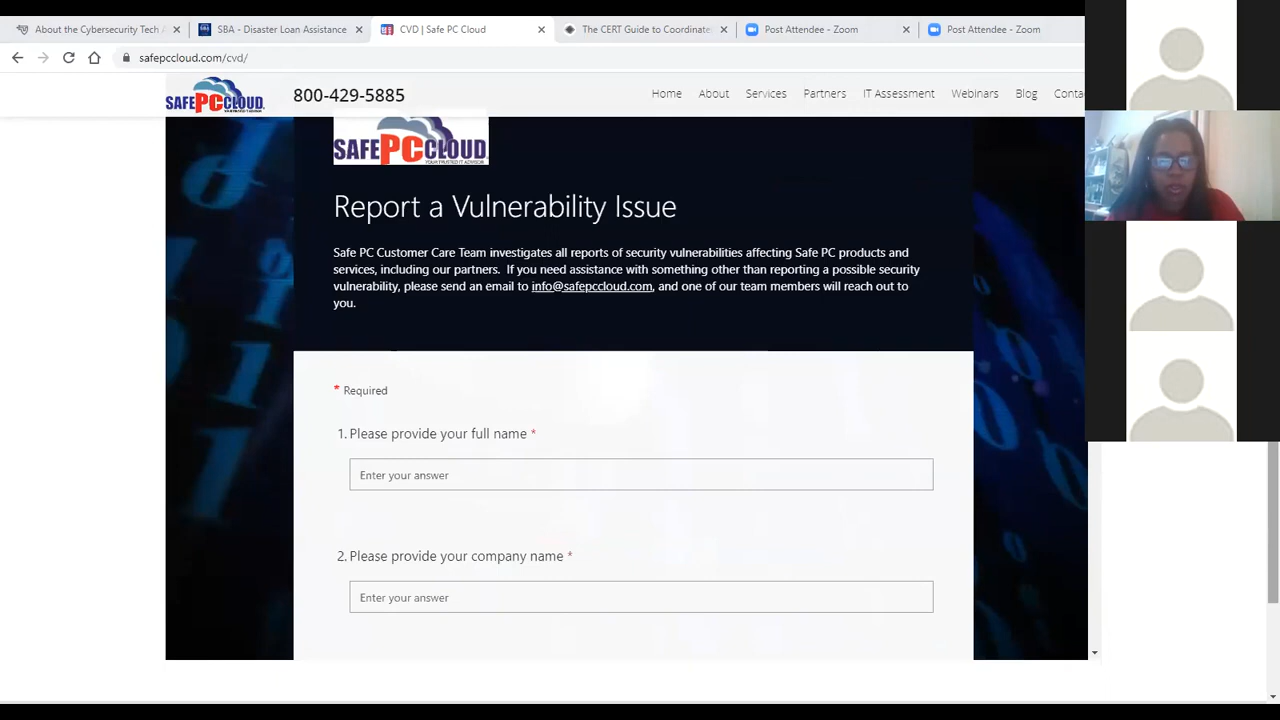 About the Cybersecurity Tech
SBA - Disaster Loan Assistance
CVD | Safe PC Cloud
The CERT Guide to Coordinate
Post Attendee - Zoom
Post Attendee - Zoom
safepccloud.com/cvd/
SAFEPCCLOUD
800-429-5885
Home
About
Services
Partners
IT Assessment
Webinars
Blog
Conta
SAFEPCCLOUD
YOUR TRUSTED IT ADVISOR
Report a Vulnerability Issue
Safe PC Customer Care Team investigates all reports of security vulnerabilities affecting Safe PC products and
services, including our partners. If you need assistance with something other than reporting a possible security
vulnerability, please send an email to info@safepccloud.com, and one of our team members will reach out to
you.
* Required
1. Please provide your full name *
Enter your answer
2. Please provide your company name *
Enter your answer